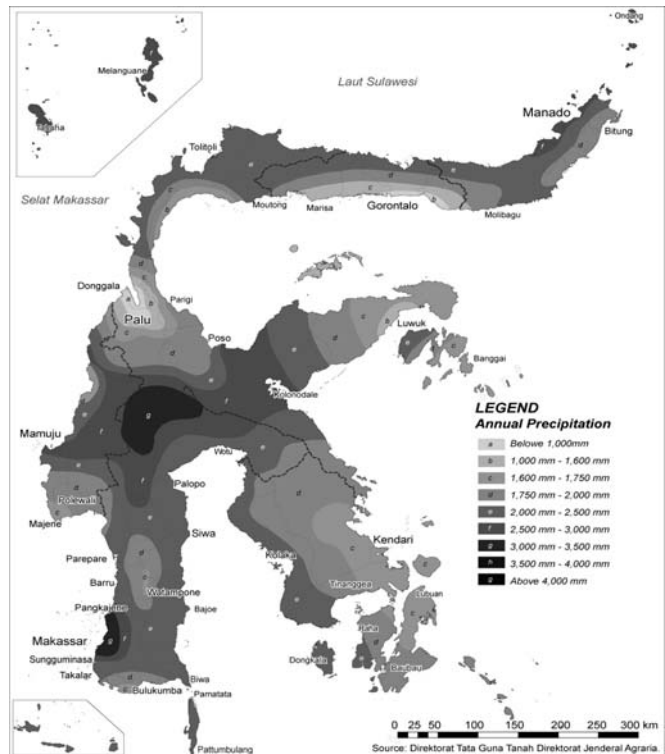 Ondong
Melanguane
Laut Sulawesi
Manado
Bitung
Tolitoli
Selat Makassar
Moutong
Marisa
Gorontalo
Molibagu
Donggala
Parigi
Palu
Poso
Luwuk
Banggai
Kolonodale
LEGEND
Annual Precipitation
a Belowe 1,000mm
b 1,000 mm - 1,600 mm
c 1,600 mm - 1,750 mm
d 1,750 mm - 2,000 mm
e 2,000 mm - 2,500 mm
f 2,500 mm - 3,000 mm
g 3,000 mm - 3,500 mm
h 3,500 mm - 4,000 mm
g Above 4,000 mm
Mamuju
Wotu
Polewali
Palopo
Majene
Siwa
Kendari
Parepare
Kolaka
Barru
Watampone
Tinanggea
Pangkajene
Bajoe
Lubuan
Makassar
Raha
Sungguminasa
Dongkala
Baubau
Takalar
Biwa
Bulukumba
Pamatata
Pattumbulang
0 25 50 100 150 200 250 300 km
Source: Direktorat Tata Guna Tanah Direktorat Jenderal Agraria.